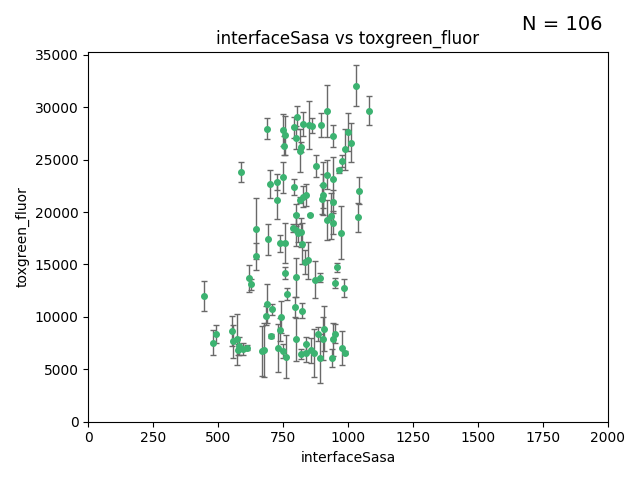 N = 106
interfaceSasa vs toxgreen_fluor
35000
30000
25000
20000
15000
10000
5000
0
toxgreen_fluor
0 250 500 750 1000 1250 1500 1750 2000
interfaceSasa